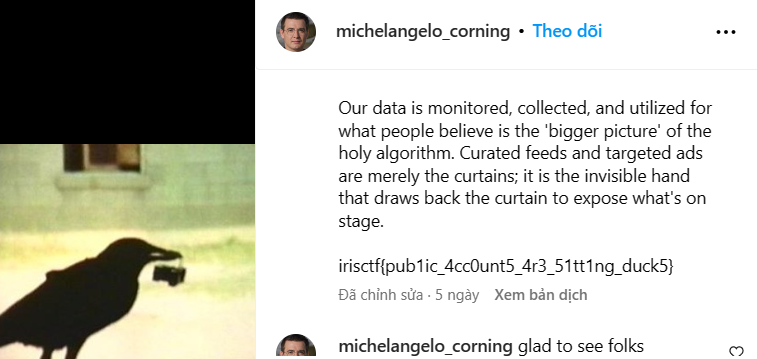 michelangelo_corning • Theo dõi
Our data is monitored, collected, and utilized for
what people believe is the 'bigger picture' of the
holy algorithm. Curated feeds and targeted ads
are merely the curtains; it is the invisible hand
that draws back the curtain to expose what's on
stage.
irisctf{pub1ic_4cc0unt5_4r3_51tt1ng_duck5}
Đã chỉnh sửa · 5 ngày Xem bản dịch
michelangelo_corning glad to see folks